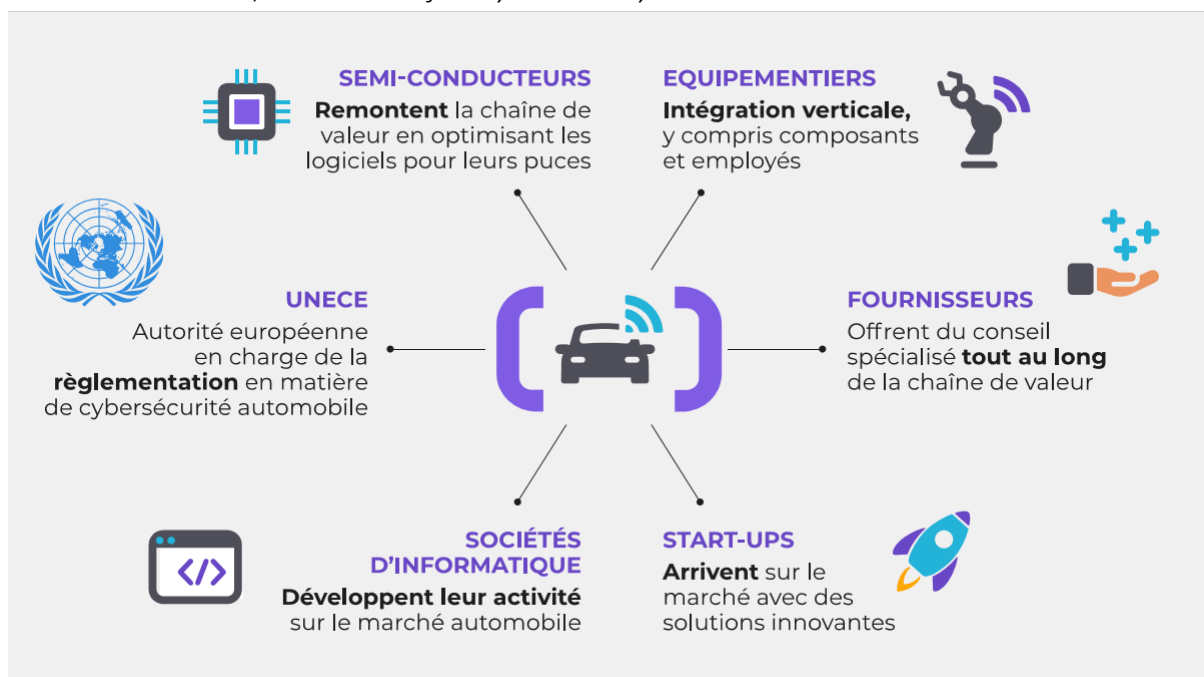 SEMI-CONDUCTEURS
Remontent la chaîne de
valeur en optimisant les
logiciels pour leurs puces
EQUIPEMENTIERS
Intégration verticale,
y compris composants
et employés
UNECE
Autorité européenne
en charge de la
règlementation en matière
de cybersécurité automobile
FOURNISSEURS
Offrent du conseil
spécialisé tout au long
de la chaîne de valeur
</>
SOCIÉTÉS
D'INFORMATIQUE
Développent leur activité
sur le marché automobile
START-UPS
Arrivent sur le
marché avec des
solutions innovantes